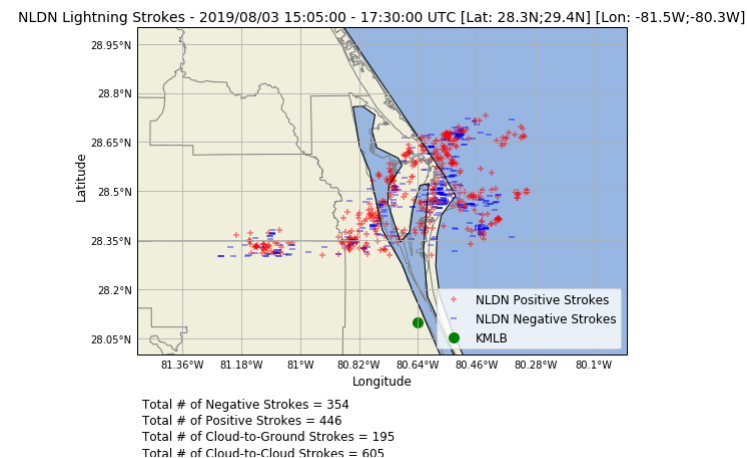 NLDN Lightning Strokes - 2019/08/03 15:05:00 - 17:30:00 UTC [Lat: 28.3N;29.4N] [Lon: -81.5W;-80.3W]
28.95°N
28.8°N
28.65°N
28.5°N
28.35°N
28.2°N
28.05°N
Latitude
NLDN Positive Strokes
NLDN Negative Strokes
KMLB
81.36°W 81.18°W 81°W 80.82°W 80.64°W 80.46°W 80.28°W 80.1°W
Longitude
Total # of Negative Strokes = 354
Total # of Positive Strokes = 446
Total # of Cloud-to-Ground Strokes = 195
Total # of Cloud-to-Cloud Strokes = 605